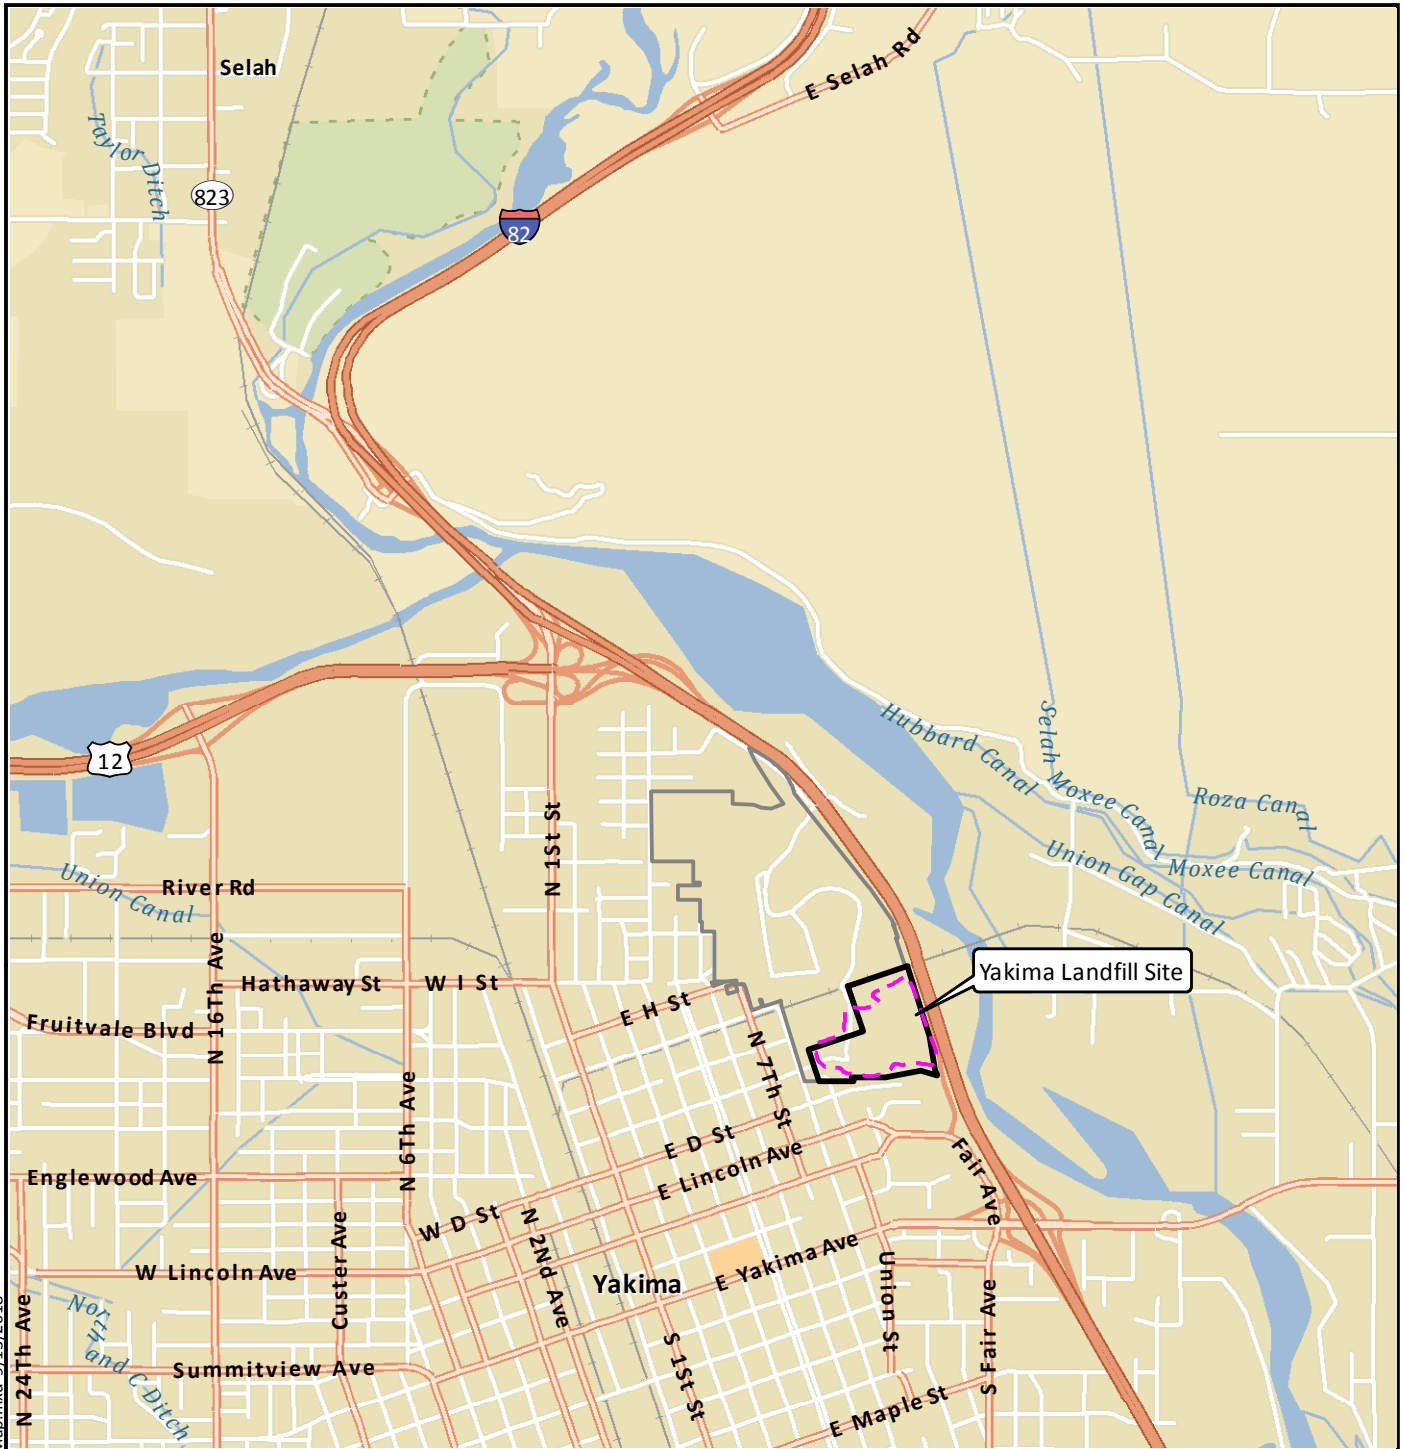 Selah
E Selah Rd
Taylor Ditch
823
82
12
Hubbard Canal
Selah Moxee Canal
Roza Canal
Union Gap Canal
Moxee Canal
N 1St St
Union Canal
River Rd
N 16Th Ave
Hathaway St
W I St
Yakima Landfill Site
E H St
Fruitvale Blvd
N 7Th St
N 6Th Ave
E D St
E Lincoln Ave
Fair Ave
Englewood Ave
W D St
N 2Nd Ave
Custer Ave
W Lincoln Ave
Yakima
E Yakima Ave
Union St
S Fair Ave
N 24Th Ave
Summitview Ave
S 1St St
E Maple St
and C Ditch